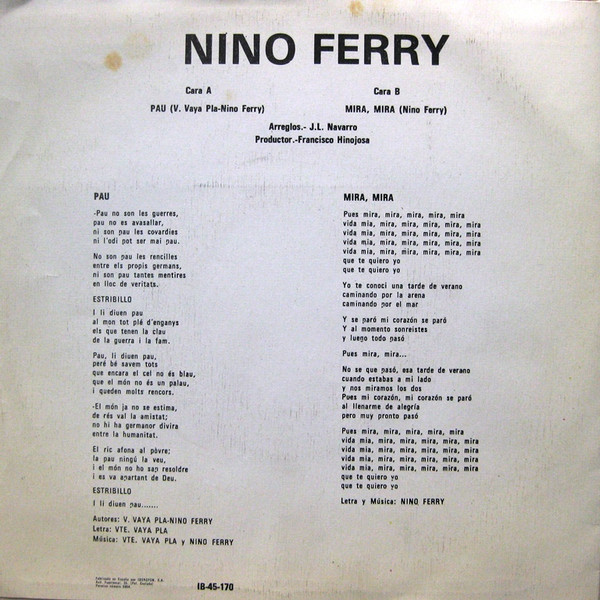 NINO FERRY
Cara A
Cara B
PAU (V. Vaya Pla-Nino Ferry)
MIRA, MIRA (Nino Ferry)
Arreglos.- J.L. Navarro
Productor.-Francisco Hinojosa
PAU
-Pau no son les guerres,
pau no es avasallar,
ni son pau les covardies
ni l'odi pot ser mai pau.
No son pau les rencilles
entre els propis germans,
ni son pau tantes mentires
en lloc de veritats.
ESTRIBILLO
I li diuen pau
al mon tot plé d'enganys
els que tenen la clau
de la guerra i la fam.
Pau, li diuen pau,
peré bé savem tots
que encara el cel no és blau,
que el món no és un palau,
i queden molts rencors.
-El món ja no se estima,
de rés val la amistat;
no hi ha germanor divira
entre la humanitat.
El ric afona al póvre;
la pau ningú la veu,
i el món no ho sap resoldre
i es va apartant de Deu.
ESTRIBILLO
I li diuen pau.......
Autores: V. VAYA PLA-NINO FERRY
Letra: VTE. VAYA PLA
Música: VTE. VAYA PLA y NINO FERRY
MIRA, MIRA
Pues mira, mira, mira, mira, mira
vida mia, mira, mira, mira, mira, mira
vida mia, mira, mira, mira, mira, mira
vida mia, mira, mira, mira, mira, mira
vida mia, mira, mira, mira, mira, mira
que te quiero yo
que te quiero yo
Yo te conoci una tarde de verano
caminando por la arena
caminando por el mar
Y se paró mi corazón se paró
Y al momento sonreistes
y luego todo pasó
Pues mira, mira...
No se que pasó, esa tarde de verano
cuando estabas a mi lado
y nos miramos los dos
Pues mi corazón, mi corazón se paró
al llenarme de alegría
pero muy pronto pasó
Pues mira, mira, mira, mira, mira
vida mia, mira, mira, mira, mira, mira
vida mia, mira, mira, mira, mira, mira
vida mia, mira, mira, mira, mira, mira
vida mia, mira, mira, mira, mira, mira
que te quiero yo
que te quiero yo
Letra y Música: NINO FERRY
IB-45-170